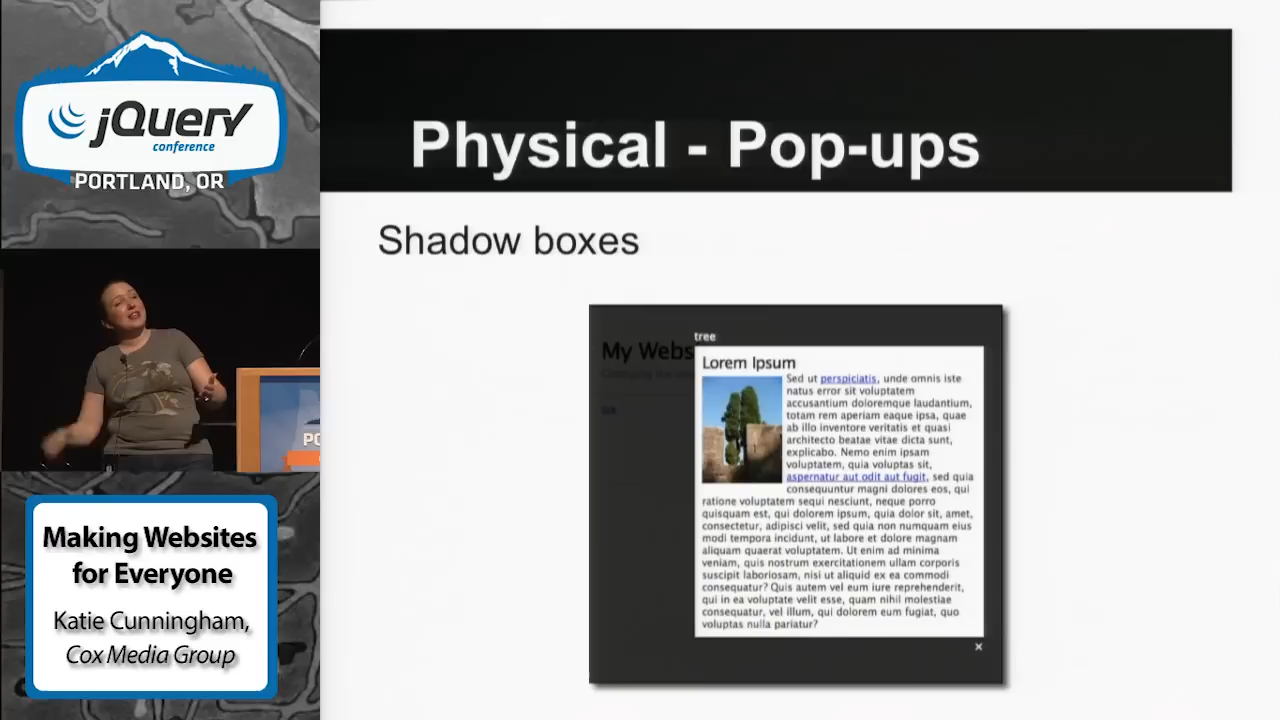 jQuery
conference
PORTLAND, OR
Physical - Pop-ups
Shadow boxes
tree
My Webs
Lorem Ipsum
Sed ut perspiciatis, unde omnis iste
natus error sit voluptatem
accusantium doloremque laudantium,
totam rem aperiam eaque ipsa, quae
ab illo inventore veritatis et quasi
architecto beatae vitae dicta sunt,
explicabo. Nemo enim ipsam
voluptatem, quia voluptas sit,
aspernatur aut odit aut fugit, sed quia
consequuntur magni dolores eos, qui
ratione voluptatem sequi nesciunt, neque porro
quisquam est, qui dolorem ipsum, quia dolor sit, amet,
consectetur, adipisci velit, sed quia non numquam eius
modi tempora incidunt, ut labore et dolore magnam
aliquam quaerat voluptatem. Ut enim ad minima
veniam, quis nostrum exercitationem ullam corporis
suscipit laboriosam, nisi ut aliquid ex ea commodi
consequatur? Quis autem vel eum iure reprehenderit,
qui in ea voluptate velit esse, quam nihil molestiae
consequatur, vel illum, qui dolorem eum fugiat, quo
voluptas nulla pariatur?
PO
Making Websites
for Everyone
Katie Cunningham,
Cox Media Group